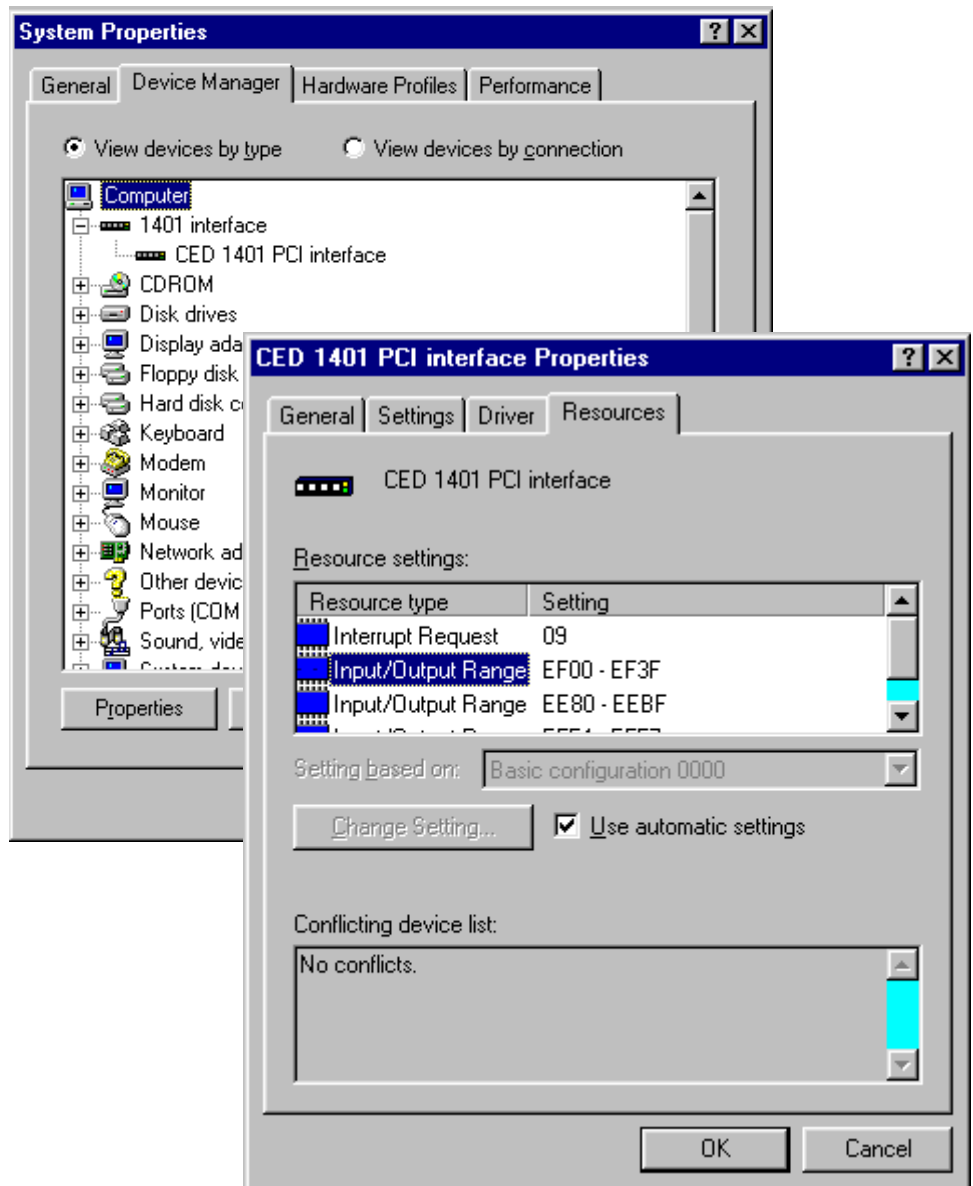 System Properties
General Device Manager Hardware Profiles Performance
View devices by type View devices by connection
Computer
1401 interface
CED 1401 PCI interface
CDROM
Disk drives
Display ada
Floppy disk
Hard disk c
Keyboard
Modem
Monitor
Mouse
Network ad
Other devic
Ports (COM
Sound, vide
Properties
CED 1401 PCI interface Properties
General Settings Driver Resources
CED 1401 PCI interface
Resource settings:
Resource type Setting
Interrupt Request 09
Input/Output Range EF00 - EF3F
Input/Output Range EE80 - EEBF
Setting based on: Basic configuration 0000
Change Setting... Use automatic settings
Conflicting device list:
No conflicts.
OK Cancel